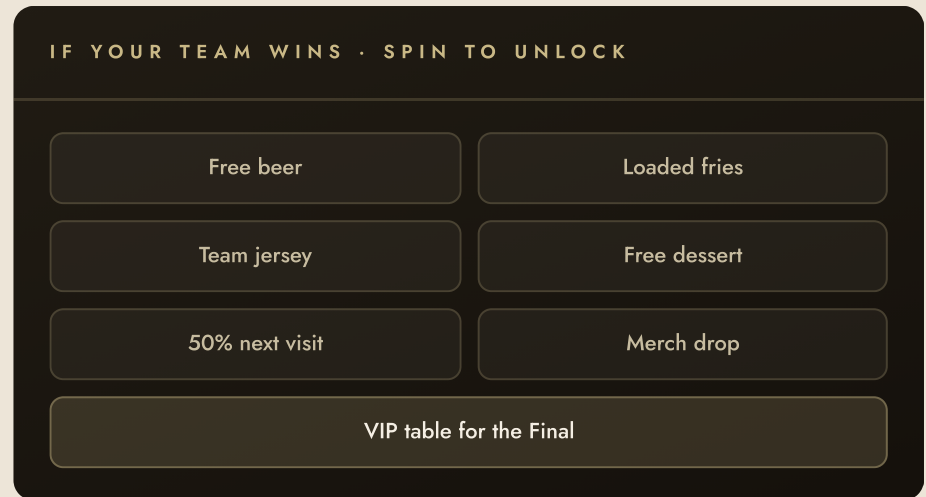 IF YOUR TEAM WINS · SPIN TO UNLOCK
Free beer
Loaded fries
Team jersey
Free dessert
50% next visit
Merch drop
VIP table for the Final